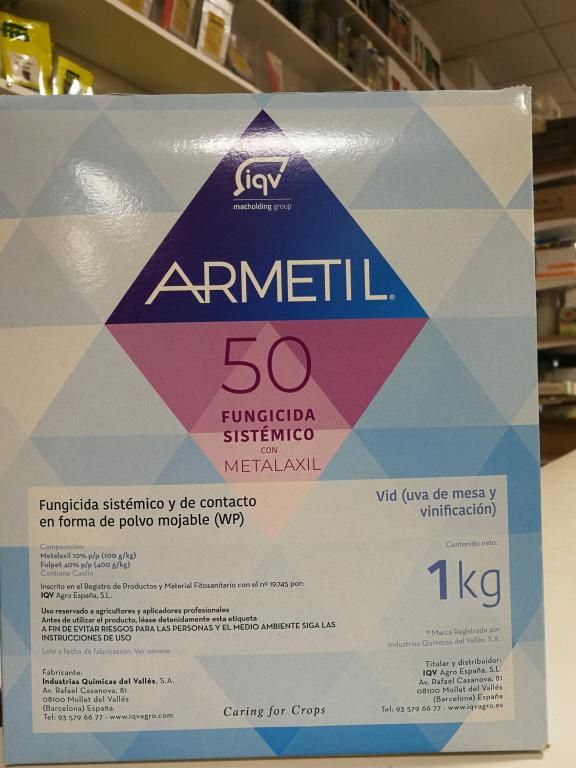 iqv
matholding group
ARMETIL®
50
FUNGICIDA
SISTÉMICO
CON
METALAXIL
Fungicida sistémico y de contacto
en forma de polvo mojable (WP)
Composición:
Metalaxil 10% p/p (100 g/kg)
Folpet 40% p/p (400 g/kg)
Contiene Caolín
Inscrito en el Registro de Productos y Material Fitosanitario con el nº 19.745 por:
IQV Agro España, S.L.
Uso reservado a agricultores y aplicadores profesionales
Antes de utilizar el producto, léase detenidamente esta etiqueta
A FIN DE EVITAR RIESGOS PARA LAS PERSONAS Y EL MEDIO AMBIENTE SIGA LAS
INSTRUCCIONES DE USO
Lote y fecha de fabricación: Ver envase
Fabricante:
Industrias Químicas del Vallés, S.A.
Av. Rafael Casanova, 81
08100 Mollet del Vallés
(Barcelona) España
Tel: 93 579 66 77 · www.iqvagro.com
Caring for Crops
Vid (uva de mesa y
vinificación)
Contenido neto:
1kg
® Marca Registrada por
Industrias Químicas del Vallés, S.A.
Titular y distribuidor:
IQV Agro España, S.L.
Av. Rafael Casanova, 81
08100 Mollet del Vallés
(Barcelona) España
Tel: 93 579 66 77 · www.iqvagro.es